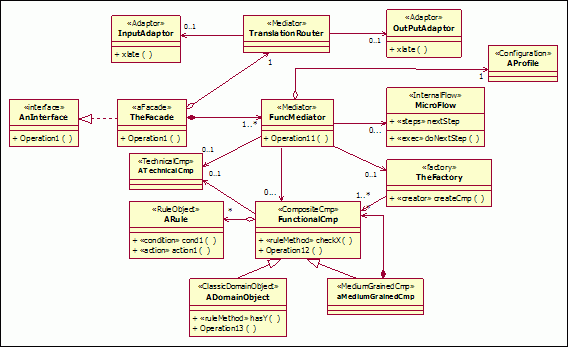 «Adaptor»
InputAdaptor
+ xlate ( )
0..1
«Mediator»
TranslationRouter
0..1
«Adaptor»
OutPutAdaptor
+ xlate ( )
1
«Configuration»
AProfile
1
«interface»
AnInterface
+ Operation1 ( )
«aFacade»
TheFacade
+ Operation1 ( )
1..*
«Mediator»
FuncMediator
+ Operation11 ( )
0...
«InternalFlow»
MicroFlow
+ «steps» nextStep
+ «exec» doNextStep ( )
0..1
«TechnicalCmp»
ATechnicalCmp
0..1
0..1
«factory»
TheFactory
+ «creator» createCmp ( )
0...
1..*
«RuleObject»
ARule
+ «condition» cond1 ( )
+ «action» action1 ( )
*
«CompositeCmp»
FunctionalCmp
+ «ruleMethod» checkX ( )
+ Operation12 ( )
*
«ClassicDomainObject»
ADomainObject
+ «ruleMethod» hasY ( )
+ Operation13 ( )
«MediumGrainedCmp»
aMediumGrainedCmp